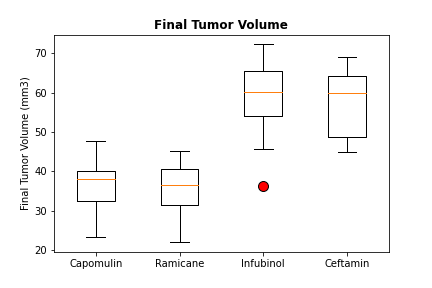 Final Tumor Volume
Final Tumor Volume (mm3)
70
60
50
40
30
20
Capomulin Ramicane Infubinol Ceftamin